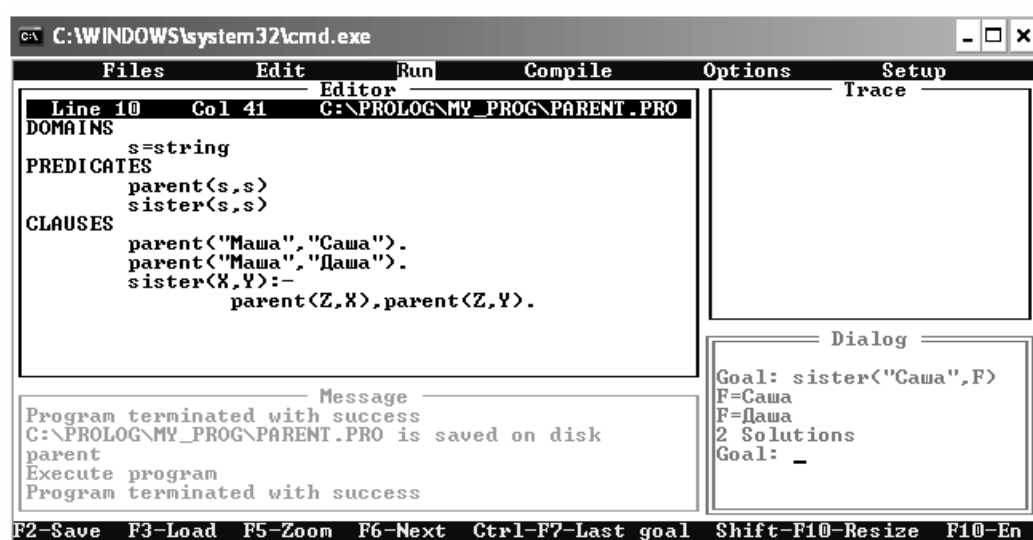 C:\WINDOWS\system32\cmd.exe
Files Edit Run Compile Options Setup
Editor
Line 10 Col 41 C:\PROLOG\MY_PROG\PARENT.PRO
DOMAINS
s=string
PREDICATES
parent(s,s)
sister(s,s)
CLAUSES
parent("Маша","Саша").
parent("Маша","Даша").
sister(X,Y):-
parent(Z,X),parent(Z,Y).
Trace
Message
Program terminated with success
C:\PROLOG\MY_PROG\PARENT.PRO is saved on disk
parent
Execute program
Program terminated with success
Dialog
Goal: sister("Саша",F)
F=Саша
F=Даша
2 Solutions
Goal: _
F2-Save F3-Load F5-Zoom F6-Next Ctrl-F7-Last goal Shift-F10-Resize F10-En